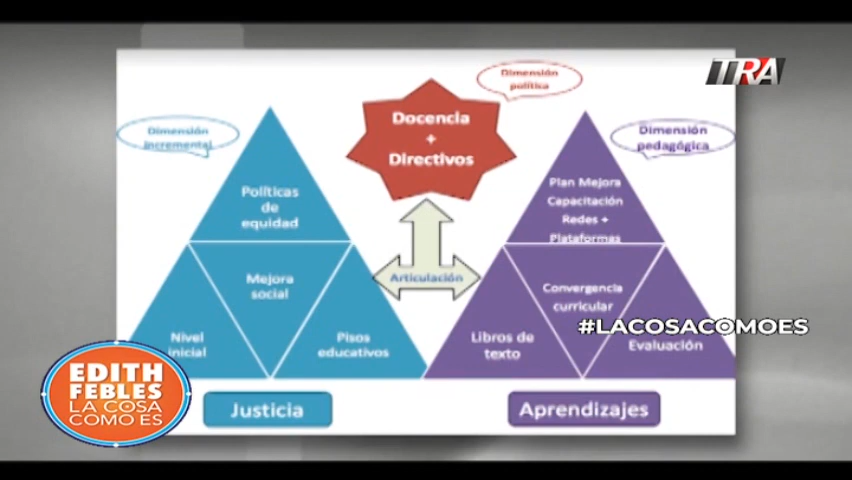 Dimensión
política
TRA
Docencia
+
Directivos
Dimensión
incremental
Dimensión
pedagógica
Políticas
de
equidad
Plan Mejora
Capacitación
Redes +
Plataformas
Articulación
Mejora
social
Convergencia
curricular
Nivel
inicial
Pisos
educativos
Libros de
texto
Evaluación
#LACOSACOMOES
EDITH
FEBLES
LA COSA
COMO ES
Justicia
Aprendizajes